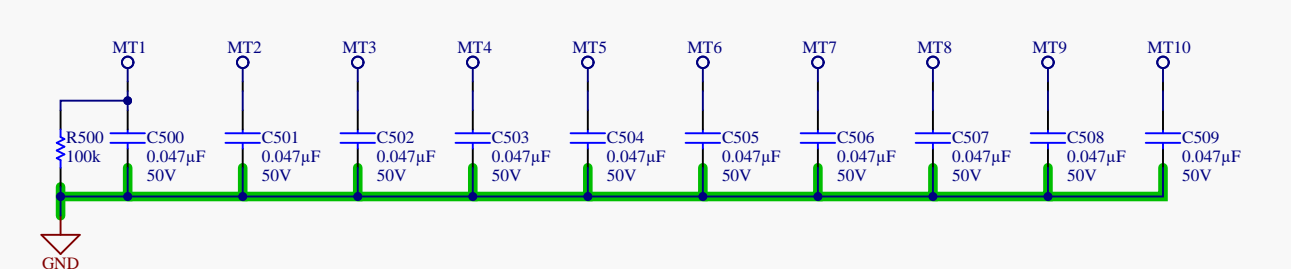 MT1 MT2 MT3 MT4 MT5 MT6 MT7 MT8 MT9 MT10
R500 C500 C501 C502 C503 C504 C505 C506 C507 C508 C509
100k 0.047µF 0.047µF 0.047µF 0.047µF 0.047µF 0.047µF 0.047µF 0.047µF 0.047µF 0.047µF
50V 50V 50V 50V 50V 50V 50V 50V 50V 50V
GND